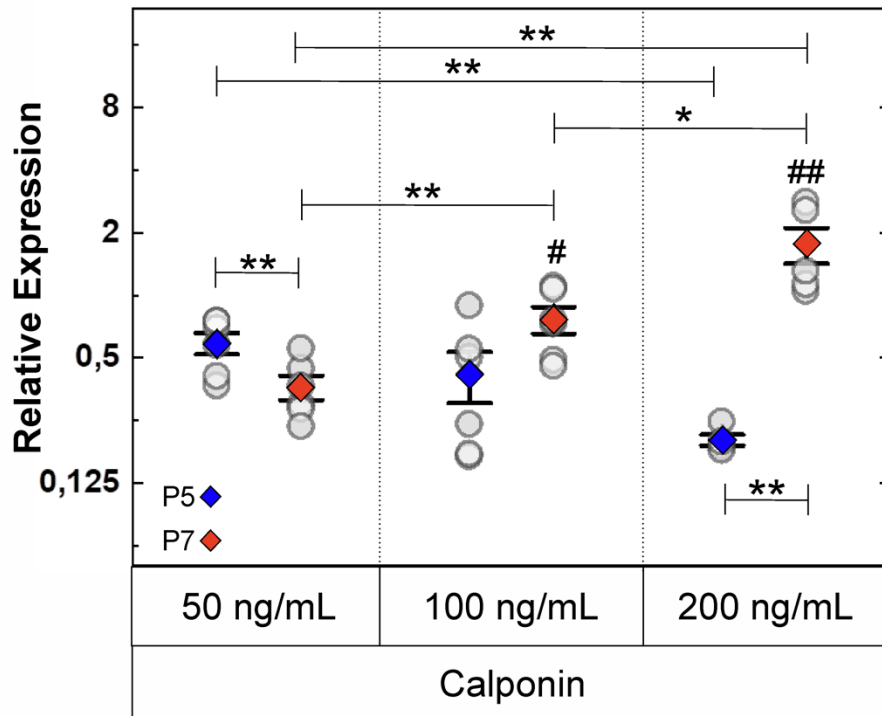 **
**
8
*
##
**
2
#
**
0,5
**
0,125
P5
P7
Relative Expression
50 ng/mL 100 ng/mL 200 ng/mL
Calponin